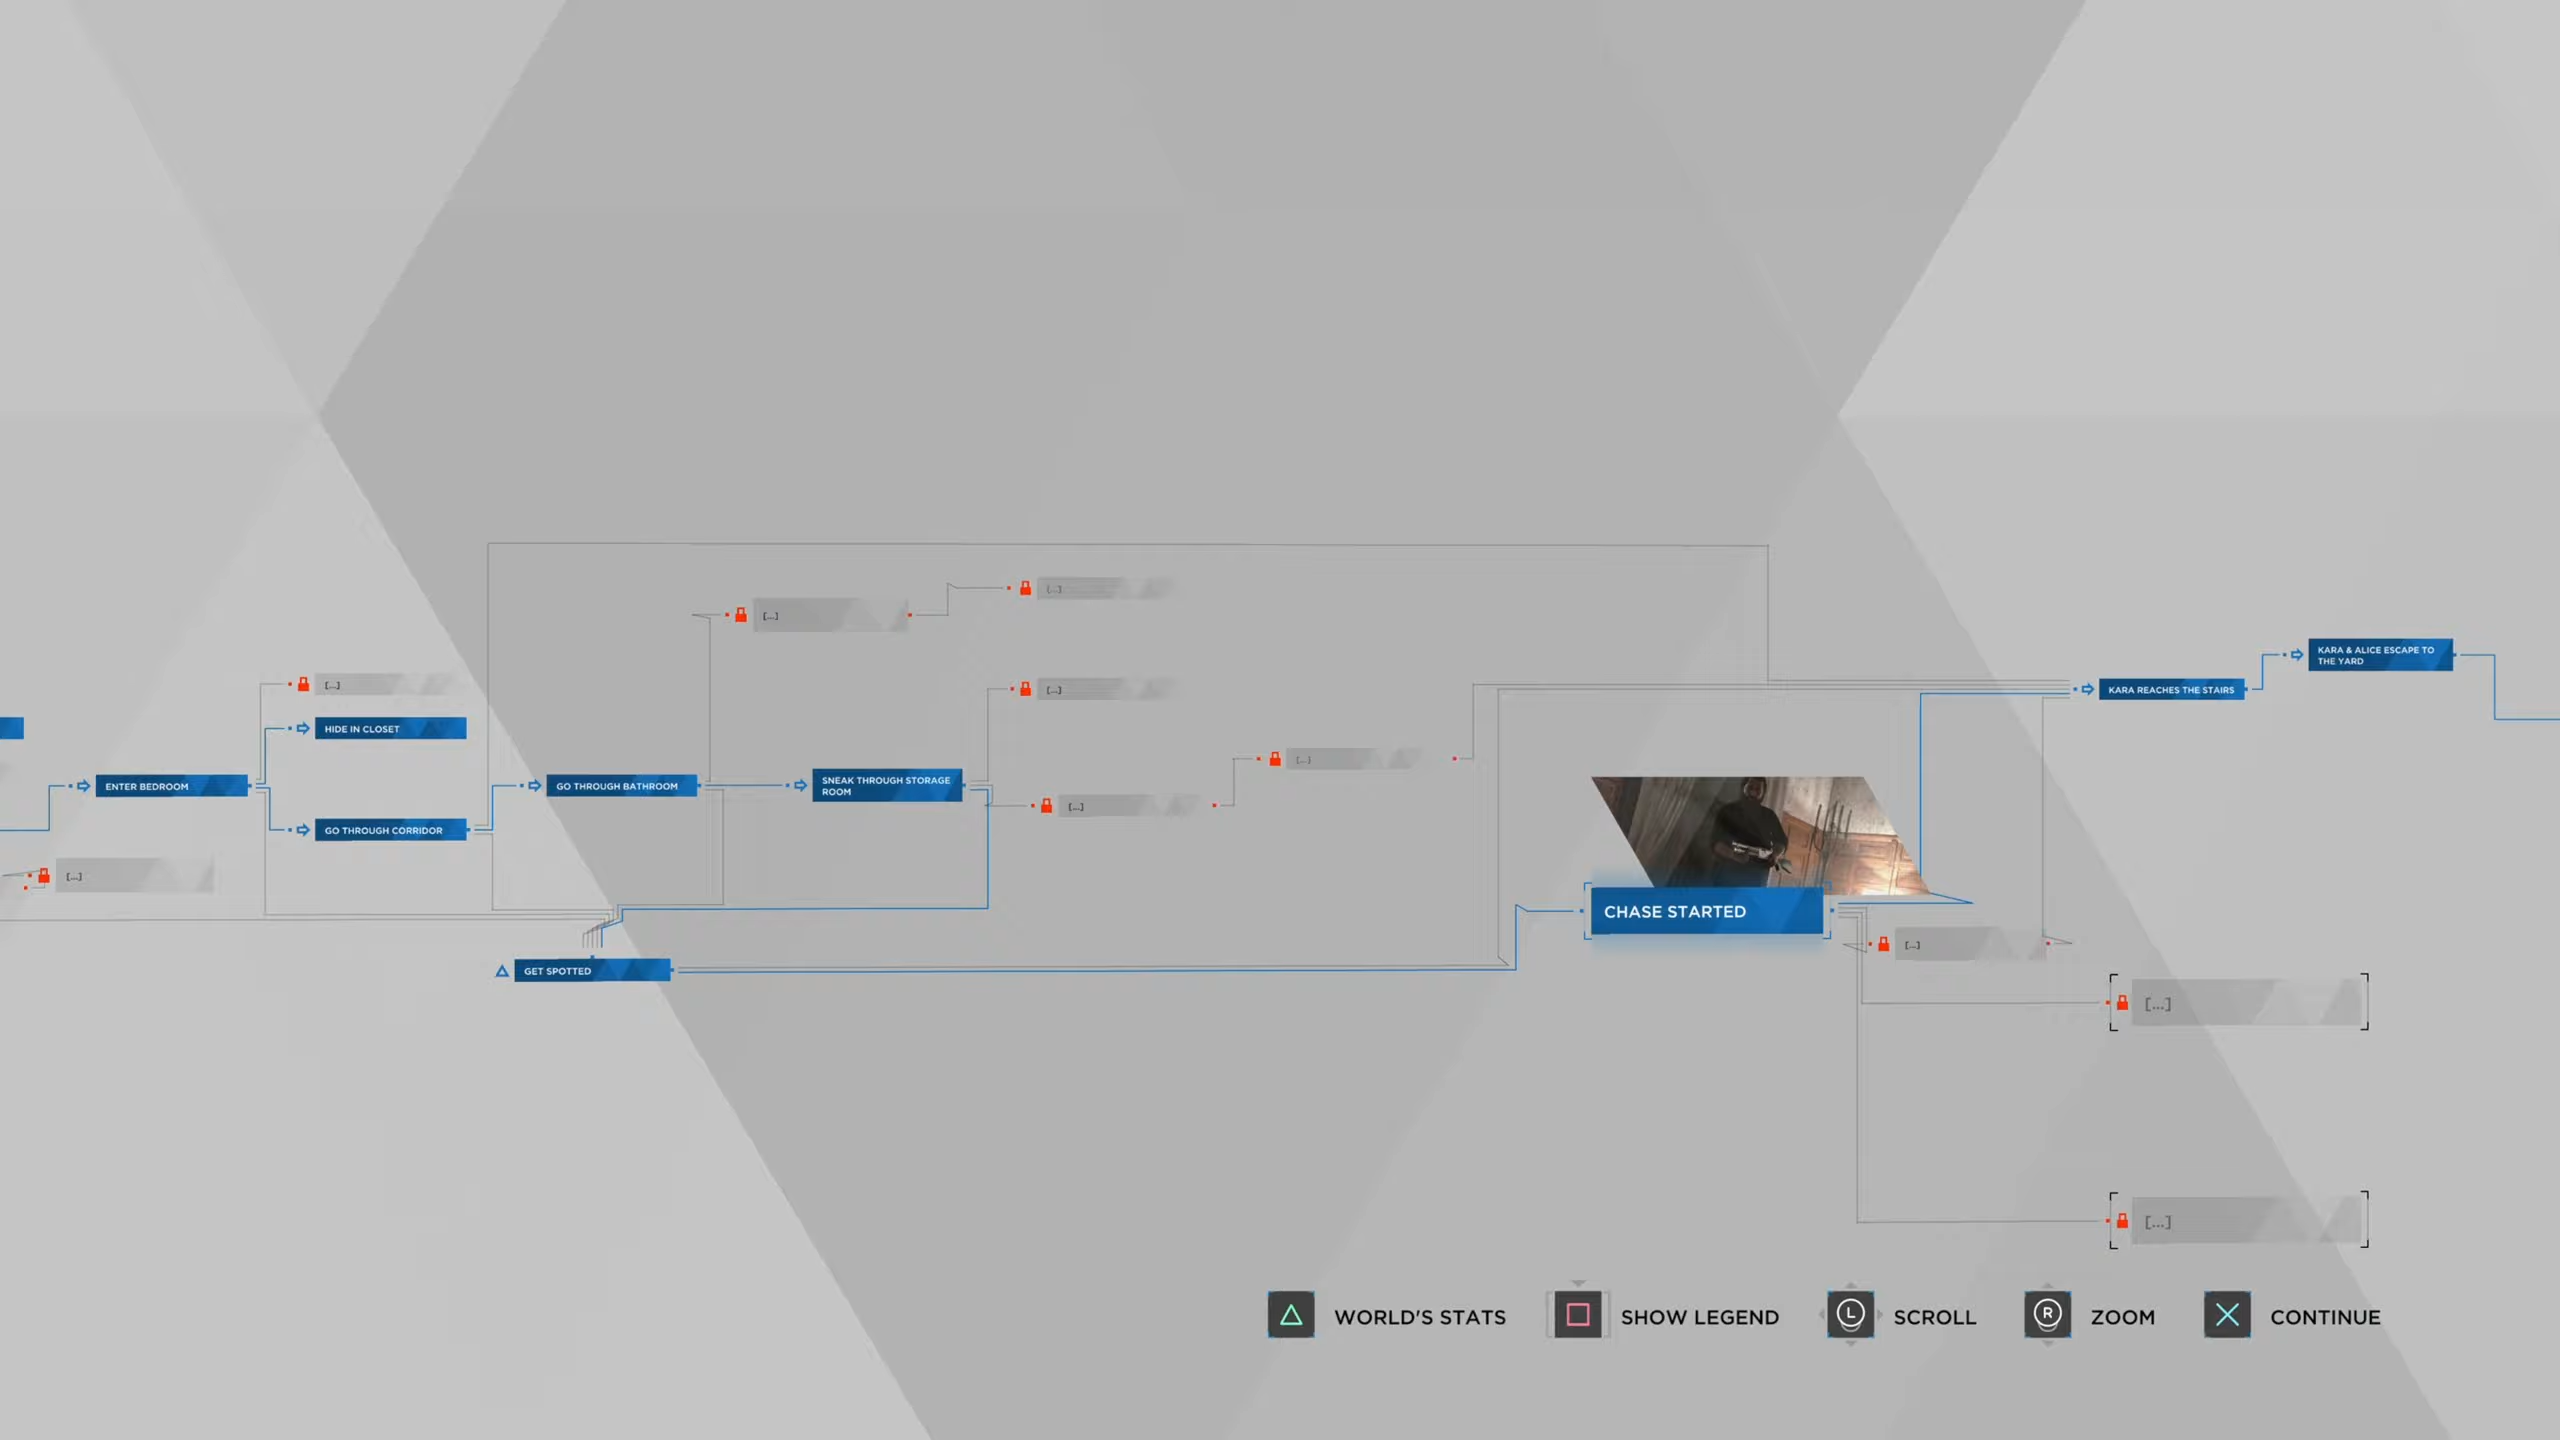 [...]
[...]
KARA & ALICE ESCAPE TO
THE YARD
[...]
HIDE IN CLOSET
[...]
KARA REACHES THE STAIRS
ENTER BEDROOM
GO THROUGH BATHROOM
SNEAK THROUGH STORAGE
ROOM
[...]
[...]
GO THROUGH CORRIDOR
[...]
CHASE STARTED
[...]
GET SPOTTED
[...]
[...]
WORLD'S STATS
SHOW LEGEND
L
SCROLL
R
ZOOM
CONTINUE